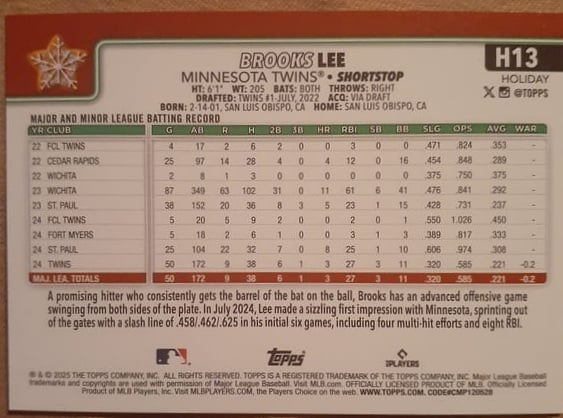 BROOKS LEE
MINNESOTA TWINS® • SHORTSTOP
HT: 6'1" WT: 205 BATS: BOTH THROWS: RIGHT
DRAFTED: TWINS #1-JULY, 2022 ACQ: VIA DRAFT
BORN: 2-14-01, SAN LUIS OBISPO, CA HOME: SAN LUIS OBISPO, CA
H13
HOLIDAY
X @TOPPS
MAJOR AND MINOR LEAGUE BATTING RECORD
YR CLUB G AB R H 2B 3B HR RBI SB BB SLG OPS AVG WAR
22 FCL TWINS 4 17 2 6 2 0 0 3 0 0 .471 .824 .353 -
22 CEDAR RAPIDS 25 97 14 28 4 0 4 12 0 16 .454 .848 .289 -
22 WICHITA 2 8 1 3 0 0 0 0 0 0 .375 .750 .375 -
23 WICHITA 87 349 63 102 31 0 11 61 6 41 .476 .841 .292 -
23 ST. PAUL 38 152 20 36 8 3 5 23 1 15 .428 .731 .237 -
24 FCL TWINS 5 20 5 9 2 0 0 2 0 1 .550 1.026 .450 -
24 FORT MYERS 5 18 2 6 1 0 0 3 1 3 .389 .817 .333 -
24 ST. PAUL 25 104 22 32 7 0 8 25 1 10 .606 .974 .308 -
24 TWINS 50 172 9 38 6 1 3 27 3 11 .320 .585 .221 -0.2
MAJ. LEA. TOTALS 50 172 9 38 6 1 3 27 3 11 .320 .585 .221 -0.2
A promising hitter who consistently gets the barrel of the bat on the ball, Brooks has an advanced offensive game
swinging from both sides of the plate. In July 2024, Lee made a sizzling first impression with Minnesota, sprinting out
of the gates with a slash line of .458/.462/.625 in his initial six games, including four multi-hit efforts and eight RBI.
topps
PLAYERS
® & © 2025 THE TOPPS COMPANY, INC. ALL RIGHTS RESERVED. TOPPS IS A REGISTERED TRADEMARK OF THE TOPPS COMPANY, INC. Major League Baseball
trademarks and copyrights are used with permission of Major League Baseball. Visit MLB.com. OFFICIALLY LICENSED PRODUCT OF MLB. Officially Licensed
Product of MLB Players, Inc. Visit MLBPLAYERS.com, the Players Choice on the web. WWW.TOPPS.COM. CODE#CMP120528